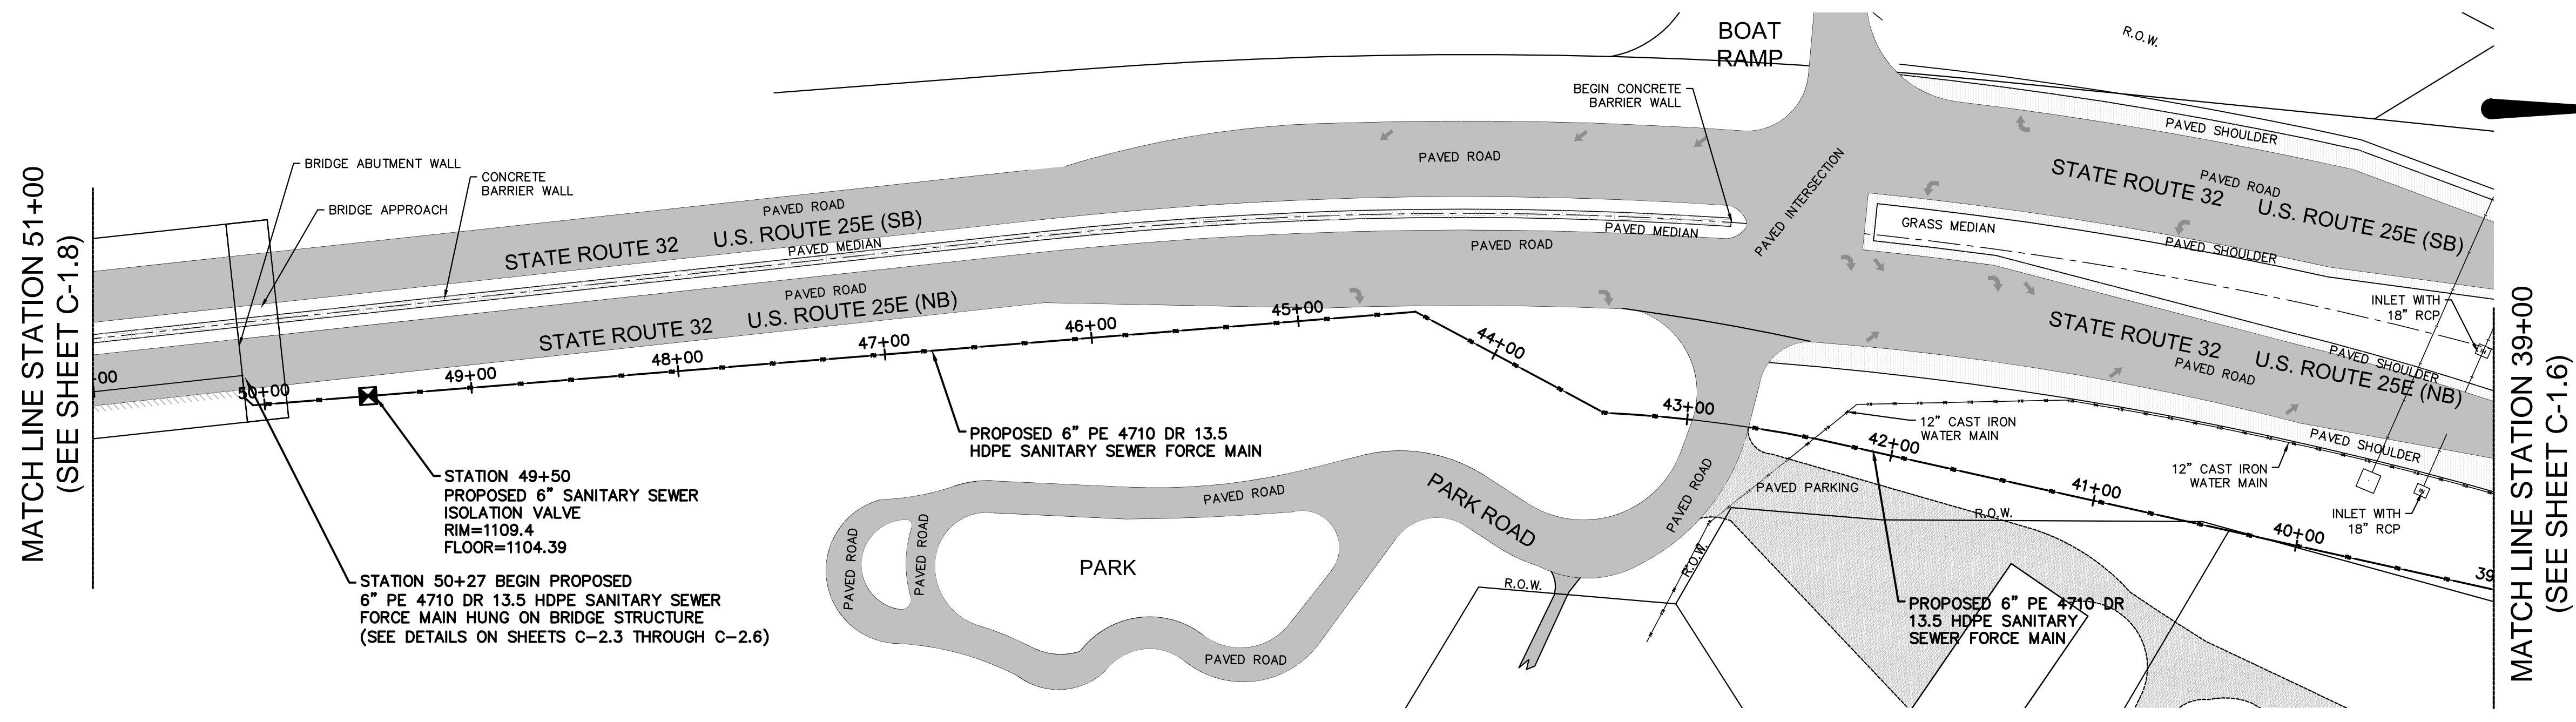 MATCH LINE STATION 51+00
(SEE SHEET C-1.8)
BRIDGE ABUTMENT WALL
BRIDGE APPROACH
CONCRETE
BARRIER WALL
PAVED ROAD
STATE ROUTE 32 U.S. ROUTE 25E (SB)
PAVED MEDIAN
PAVED ROAD
STATE ROUTE 32 U.S. ROUTE 25E (NB)
-00
50+00
49+00
48+00
47+00
46+00
45+00
44+00
43+00
42+00
41+00
40+00
39
STATION 49+50
PROPOSED 6" SANITARY SEWER
ISOLATION VALVE
RIM=1109.4
FLOOR=1104.39
STATION 50+27 BEGIN PROPOSED
6" PE 4710 DR 13.5 HDPE SANITARY SEWER
FORCE MAIN HUNG ON BRIDGE STRUCTURE
(SEE DETAILS ON SHEETS C-2.3 THROUGH C-2.6)
PROPOSED 6" PE 4710 DR 13.5
HDPE SANITARY SEWER FORCE MAIN
BOAT
RAMP
BEGIN CONCRETE
BARRIER WALL
PAVED ROAD
PAVED MEDIAN
PAVED ROAD
PAVED INTERSECTION
R.O.W.
PAVED SHOULDER
PAVED ROAD
STATE ROUTE 32 U.S. ROUTE 25E (SB)
GRASS MEDIAN
PAVED SHOULDER
INLET WITH
18" RCP
STATE ROUTE 32 U.S. ROUTE 25E (NB)
PAVED SHOULDER
PAVED ROAD
PAVED SHOULDER
12" CAST IRON
WATER MAIN
12" CAST IRON
WATER MAIN
INLET WITH
18" RCP
IN
IN
PAVED PARKING
R.O.W.
R.O.W.
R.O.W.
PROPOSED 6" PE 4710 DR
13.5 HDPE SANITARY
SEWER FORCE MAIN
PARK ROAD
PAVED ROAD
PAVED ROAD
PAVED ROAD
PAVED ROAD
PARK
PAVED ROAD
MATCH LINE STATION 39+00
(SEE SHEET C-1.6)